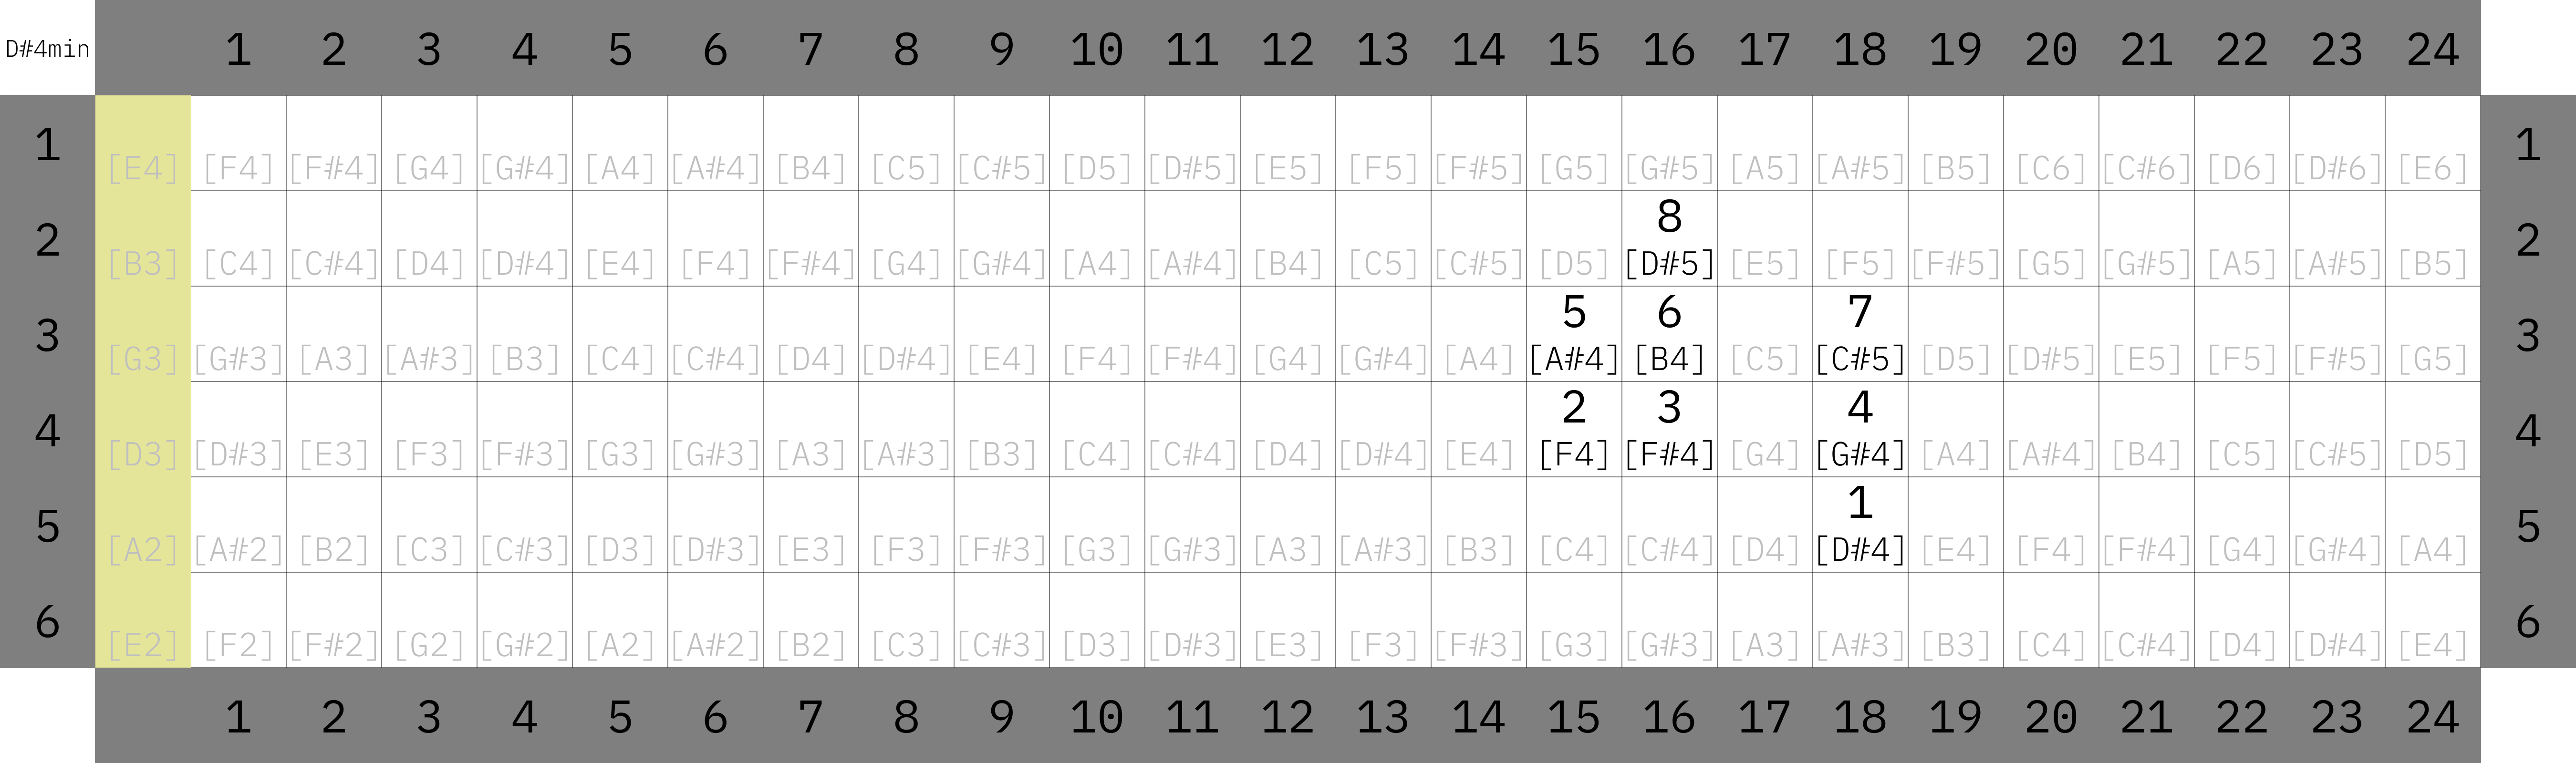 D#4min 1 2 3 4 5 6 7 8 9 10 11 12 13 14 15 16 17 18 19 20 21 22 23 24
1 [E4] [F4] [F#4] [G4] [G#4] [A4] [A#4] [B4] [C5] [C#5] [D5] [D#5] [E5] [F5] [F#5] [G5] [G#5] [A5] [A#5] [B5] [C6] [C#6] [D6] [D#6] [E6] 1
8
2 [B3] [C4] [C#4] [D4] [D#4] [E4] [F4] [F#4] [G4] [G#4] [A4] [A#4] [B4] [C5] [C#5] [D5] [D#5] [E5] [F5] [F#5] [G5] [G#5] [A5] [A#5] [B5] 2
5 6 7
3 [G3] [G#3] [A3] [A#3] [B3] [C4] [C#4] [D4] [D#4] [E4] [F4] [F#4] [G4] [G#4] [A4] [A#4] [B4] [C5] [C#5] [D5] [D#5] [E5] [F5] [F#5] [G5] 3
2 3 4
4 [D3] [D#3] [E3] [F3] [F#3] [G3] [G#3] [A3] [A#3] [B3] [C4] [C#4] [D4] [D#4] [E4] [F4] [F#4] [G4] [G#4] [A4] [A#4] [B4] [C5] [C#5] [D5] 4
1
5 [A2] [A#2] [B2] [C3] [C#3] [D3] [D#3] [E3] [F3] [F#3] [G3] [G#3] [A3] [A#3] [B3] [C4] [C#4] [D4] [D#4] [E4] [F4] [F#4] [G4] [G#4] [A4] 5
6 [E2] [F2] [F#2] [G2] [G#2] [A2] [A#2] [B2] [C3] [C#3] [D3] [D#3] [E3] [F3] [F#3] [G3] [G#3] [A3] [A#3] [B3] [C4] [C#4] [D4] [D#4] [E4] 6
1 2 3 4 5 6 7 8 9 10 11 12 13 14 15 16 17 18 19 20 21 22 23 24